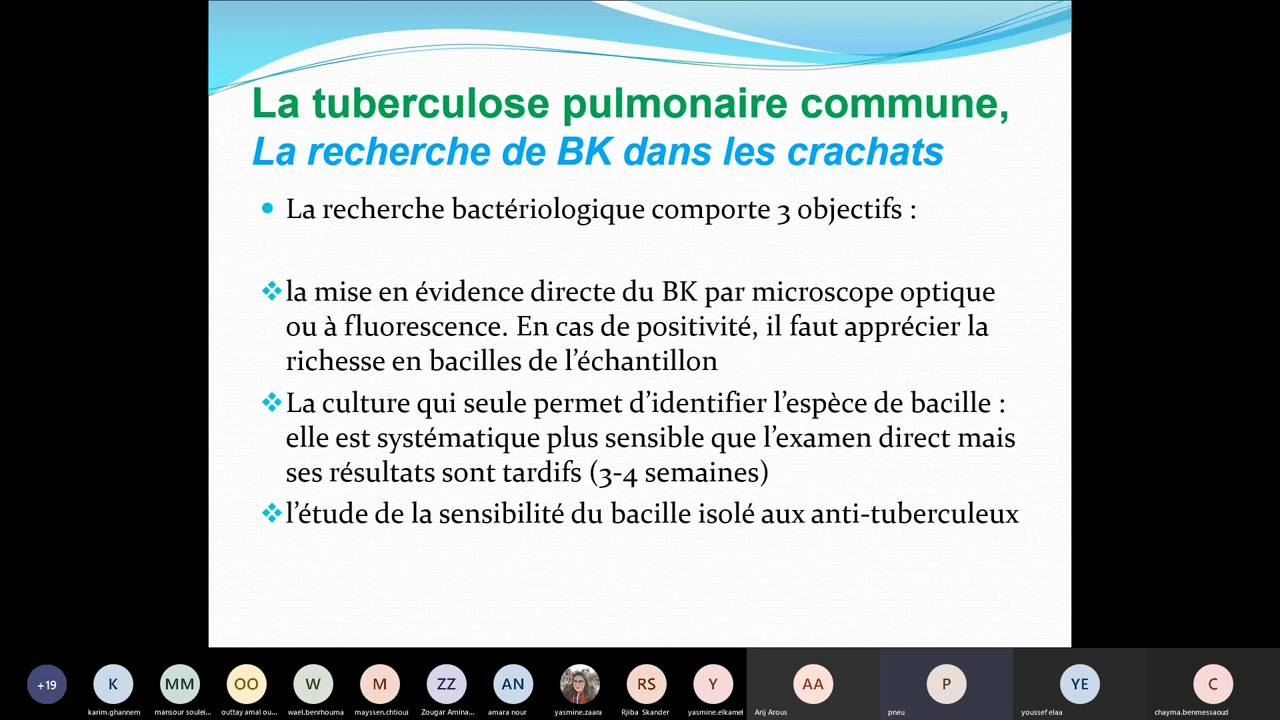 La tuberculose pulmonaire commune,
La recherche de BK dans les crachats
La recherche bactériologique comporte 3 objectifs :
la mise en évidence directe du BK par microscope optique
ou à fluorescence. En cas de positivité, il faut apprécier la
richesse en bacilles de l'échantillon
La culture qui seule permet d'identifier l'espèce de bacille :
elle est systématique plus sensible que l'examen direct mais
ses résultats sont tardifs (3-4 semaines)
l'étude de la sensibilité du bacille isolé aux anti-tuberculeux
+19 K MM OO W M ZZ AN RS Y AA P YE C
karim.ghannem mansour soulei... outtay amal ou... wael.benrhouma mayssen.chtioui Zougar Amina... amara nour yasmine.zaara Rjiba Skander yasmine.elkamel Arij Arous pneu youssef elaa chayma.benmessaoud